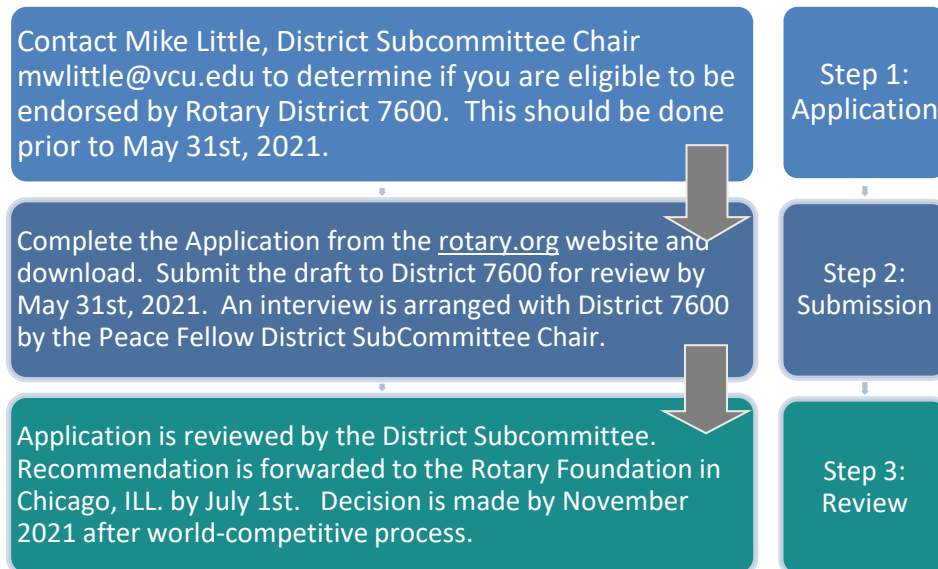 Contact Mike Little, District Subcommittee Chair
mwlittle@vcu.edu to determine if you are eligible to be
endorsed by Rotary District 7600.  This should be done
prior to May 31st, 2021.
Step 1:
Application
Complete the Application from the rotary.org website and
download.  Submit the draft to District 7600 for review by
May 31st, 2021.  An interview is arranged with District 7600
by the Peace Fellow District SubCommittee Chair.
Step 2:
Submission
Application is reviewed by the District Subcommittee.
Recommendation is forwarded to the Rotary Foundation in
Chicago, ILL. by July 1st.   Decision is made by November
2021 after world-competitive process.
Step 3:
Review